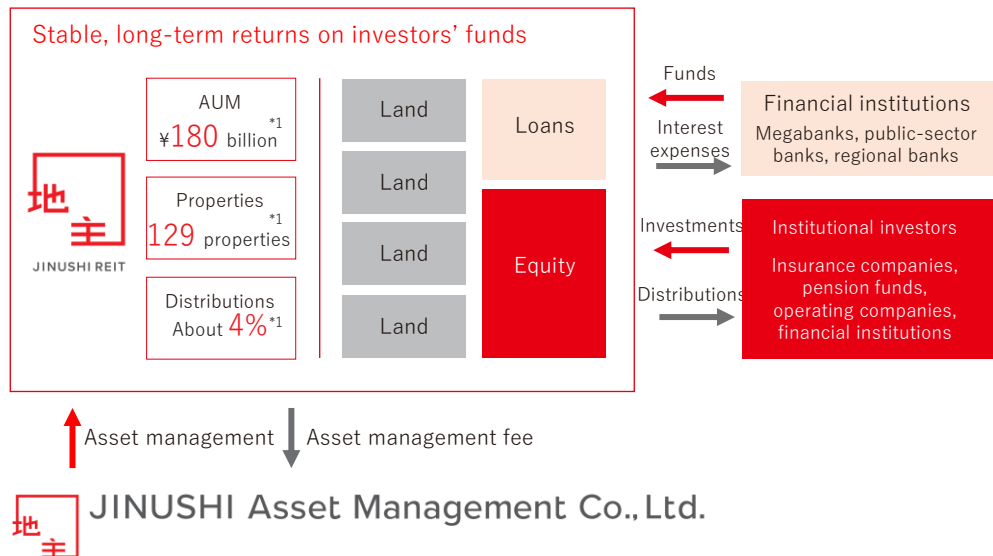 Stable, long-term returns on investors’ funds
地主
JINUSHI REIT
AUM
¥180 billion *1
Properties
129 properties *1
Distributions
About 4% *1
Land
Land
Land
Land
Loans
Equity
Funds
Interest
expenses
Financial institutions
Megabanks, public-sector
banks, regional banks
Investments
Distributions
Institutional investors
Insurance companies,
pension funds,
operating companies,
financial institutions
Asset management
Asset management fee
地主
JINUSHI Asset Management Co., Ltd.